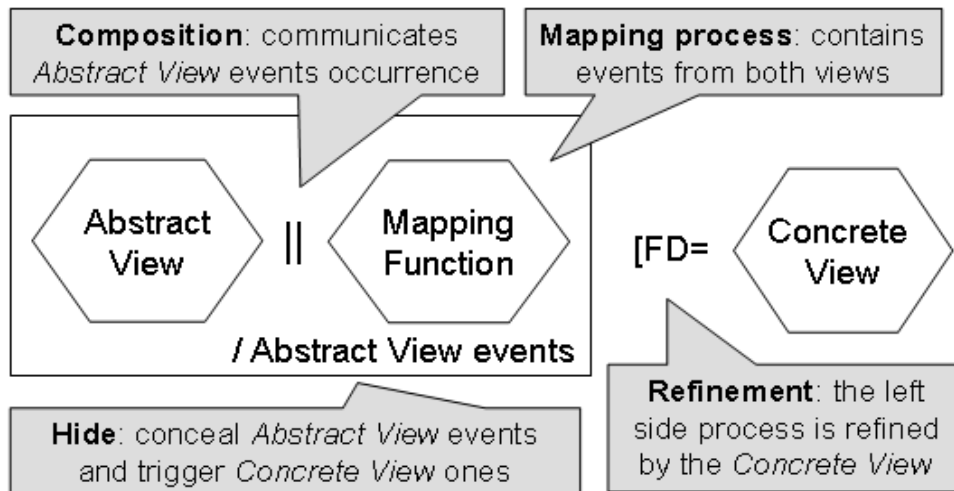 Composition: communicates
Abstract View events occurrence
Mapping process: contains
events from both views
Abstract
View
||
Mapping
Function
[FD=
Concrete
View
/ Abstract View events
Hide: conceal Abstract View events
and trigger Concrete View ones
Refinement: the left
side process is refined
by the Concrete View